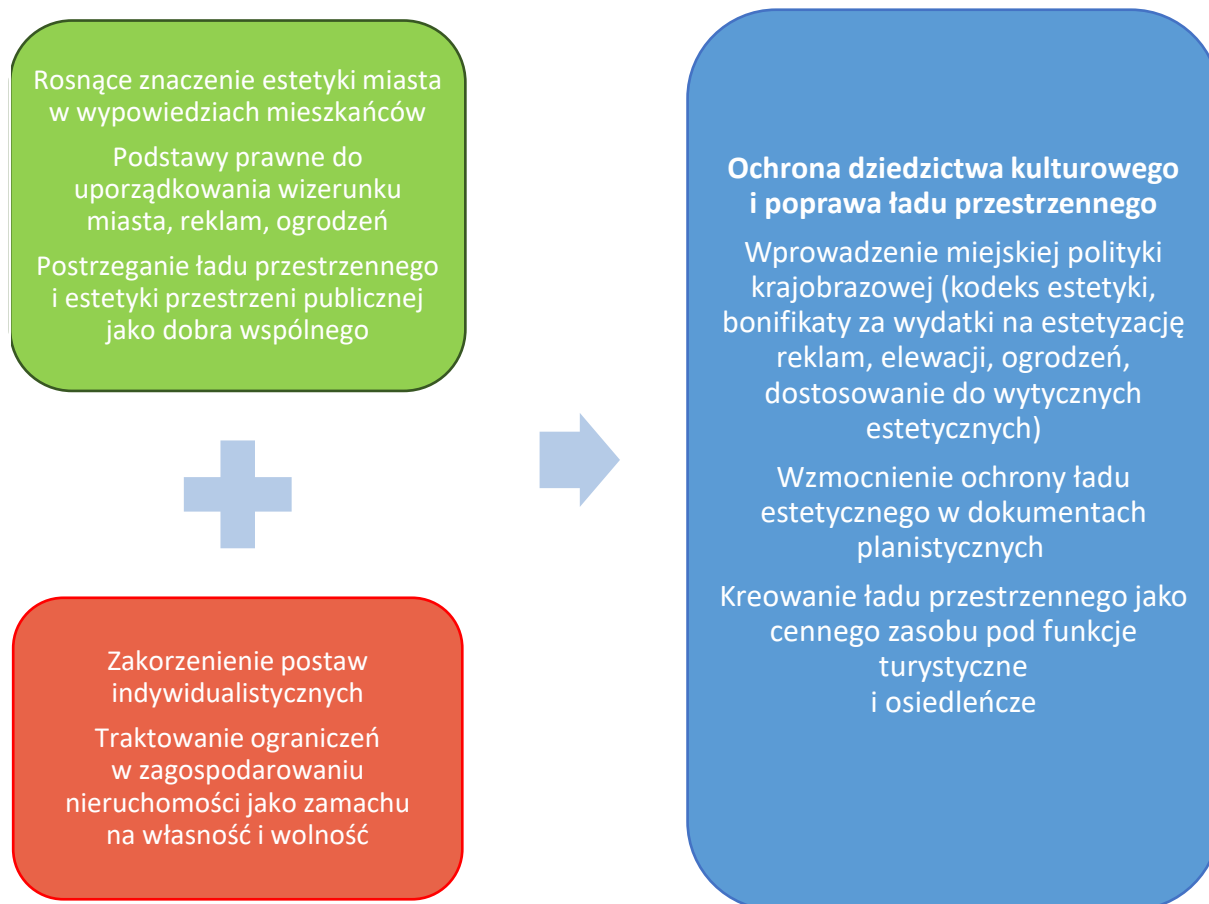 Rosnące znaczenie estetyki miasta
w wypowiedziach mieszkańców
Podstawy prawne do
uporządkowania wizerunku
miasta, reklam, ogrodzeń
Postrzeganie ładu przestrzennego
i estetyki przestrzeni publicznej
jako dobra wspólnego
Zakorzenienie postaw
indywidualistycznych
Traktowanie ograniczeń
w zagospodarowaniu
nieruchomości jako zamachu
na własność i wolność
Ochrona dziedzictwa kulturowego
i poprawa ładu przestrzennego
Wprowadzenie miejskiej polityki
krajobrazowej (kodeks estetyki,
bonifikaty za wydatki na estetyzację
reklam, elewacji, ogrodzeń,
dostosowanie do wytycznych
estetycznych)
Wzmocnienie ochrony ładu
estetycznego w dokumentach
planistycznych
Kreowanie ładu przestrzennego jako
cennego zasobu pod funkcje
turystyczne
i osiedleńcze